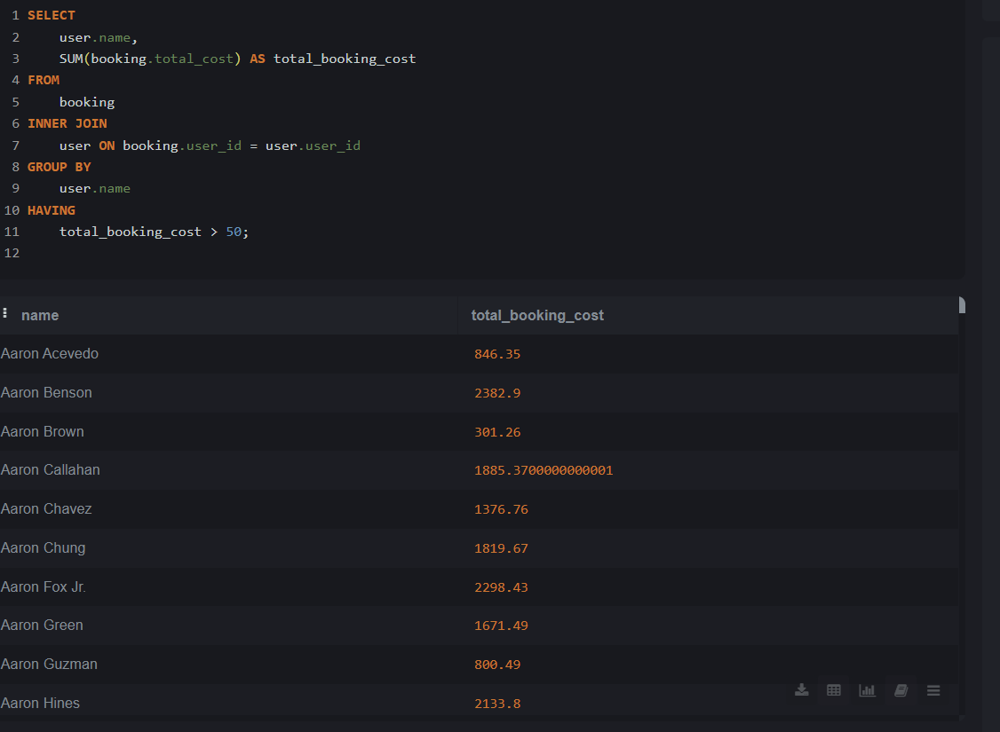 1 SELECT
2     user.name,
3     SUM(booking.total_cost) AS total_booking_cost
4 FROM
5     booking
6 INNER JOIN
7     user ON booking.user_id = user.user_id
8 GROUP BY
9     user.name
10 HAVING
11     total_booking_cost > 50;
12
name total_booking_cost
Aaron Acevedo 846.35
Aaron Benson 2382.9
Aaron Brown 301.26
Aaron Callahan 1885.3700000000001
Aaron Chavez 1376.76
Aaron Chung 1819.67
Aaron Fox Jr. 2298.43
Aaron Green 1671.49
Aaron Guzman 800.49
Aaron Hines 2133.8